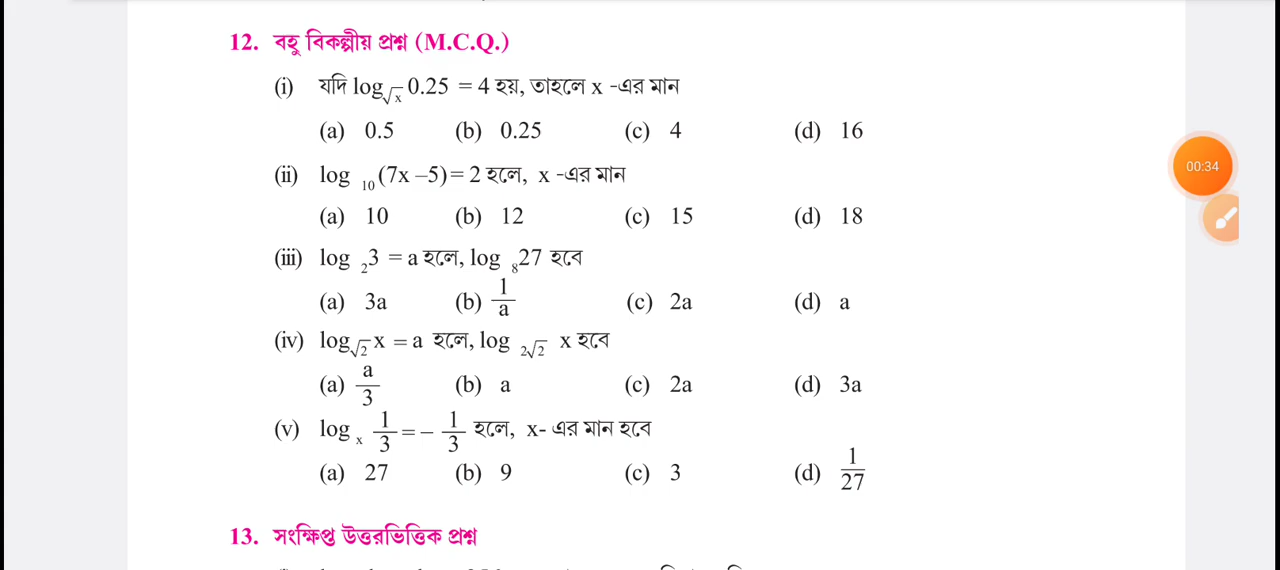 12. বহু বিকল্পীয় প্রশ্ন (M.C.Q.)
(i) যদি log√x 0.25 = 4 হয়, তাহলে x -এর মান
(a) 0.5 (b) 0.25 (c) 4 (d) 16
(ii) log 10 (7x –5) = 2 হলে, x -এর মান
(a) 10 (b) 12 (c) 15 (d) 18
(iii) log 2 3 = a হলে, log 8 27 হবে
(a) 3a (b) 1/a (c) 2a (d) a
(iv) log√2 x = a হলে, log 2√2 x হবে
(a) a/3 (b) a (c) 2a (d) 3a
(v) log x 1/3 = – 1/3 হলে, x- এর মান হবে
(a) 27 (b) 9 (c) 3 (d) 1/27
13. সংক্ষিপ্ত উত্তরভিত্তিক প্রশ্ন
00:34